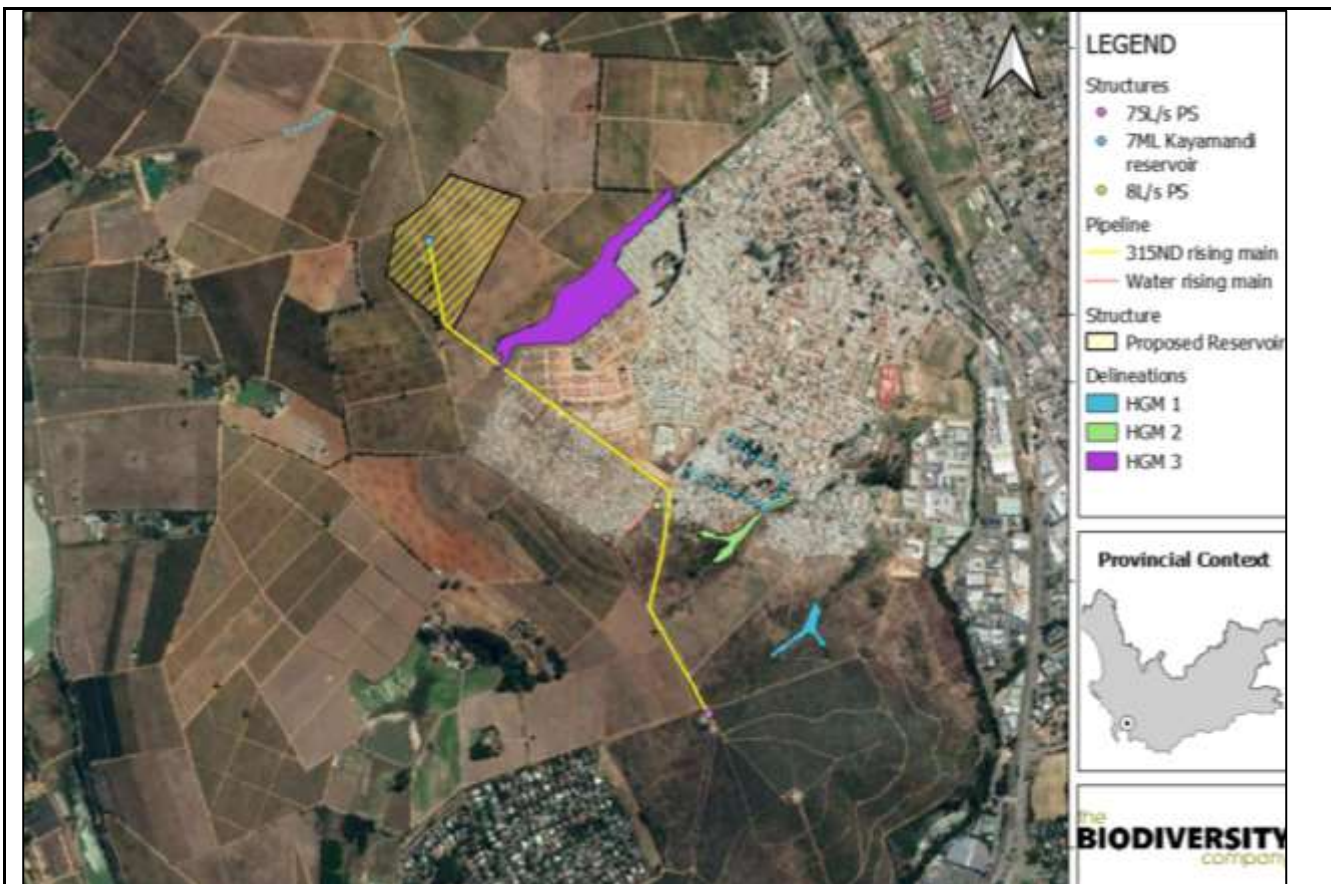 LEGEND
Structures
75L/s PS
7ML Kayamandi
reservoir
8L/s PS
Pipeline
315ND rising main
Water rising main
Structure
Proposed Reservoir
Delineations
HGM 1
HGM 2
HGM 3
Provincial Context
the
BIODIVERSITY
company